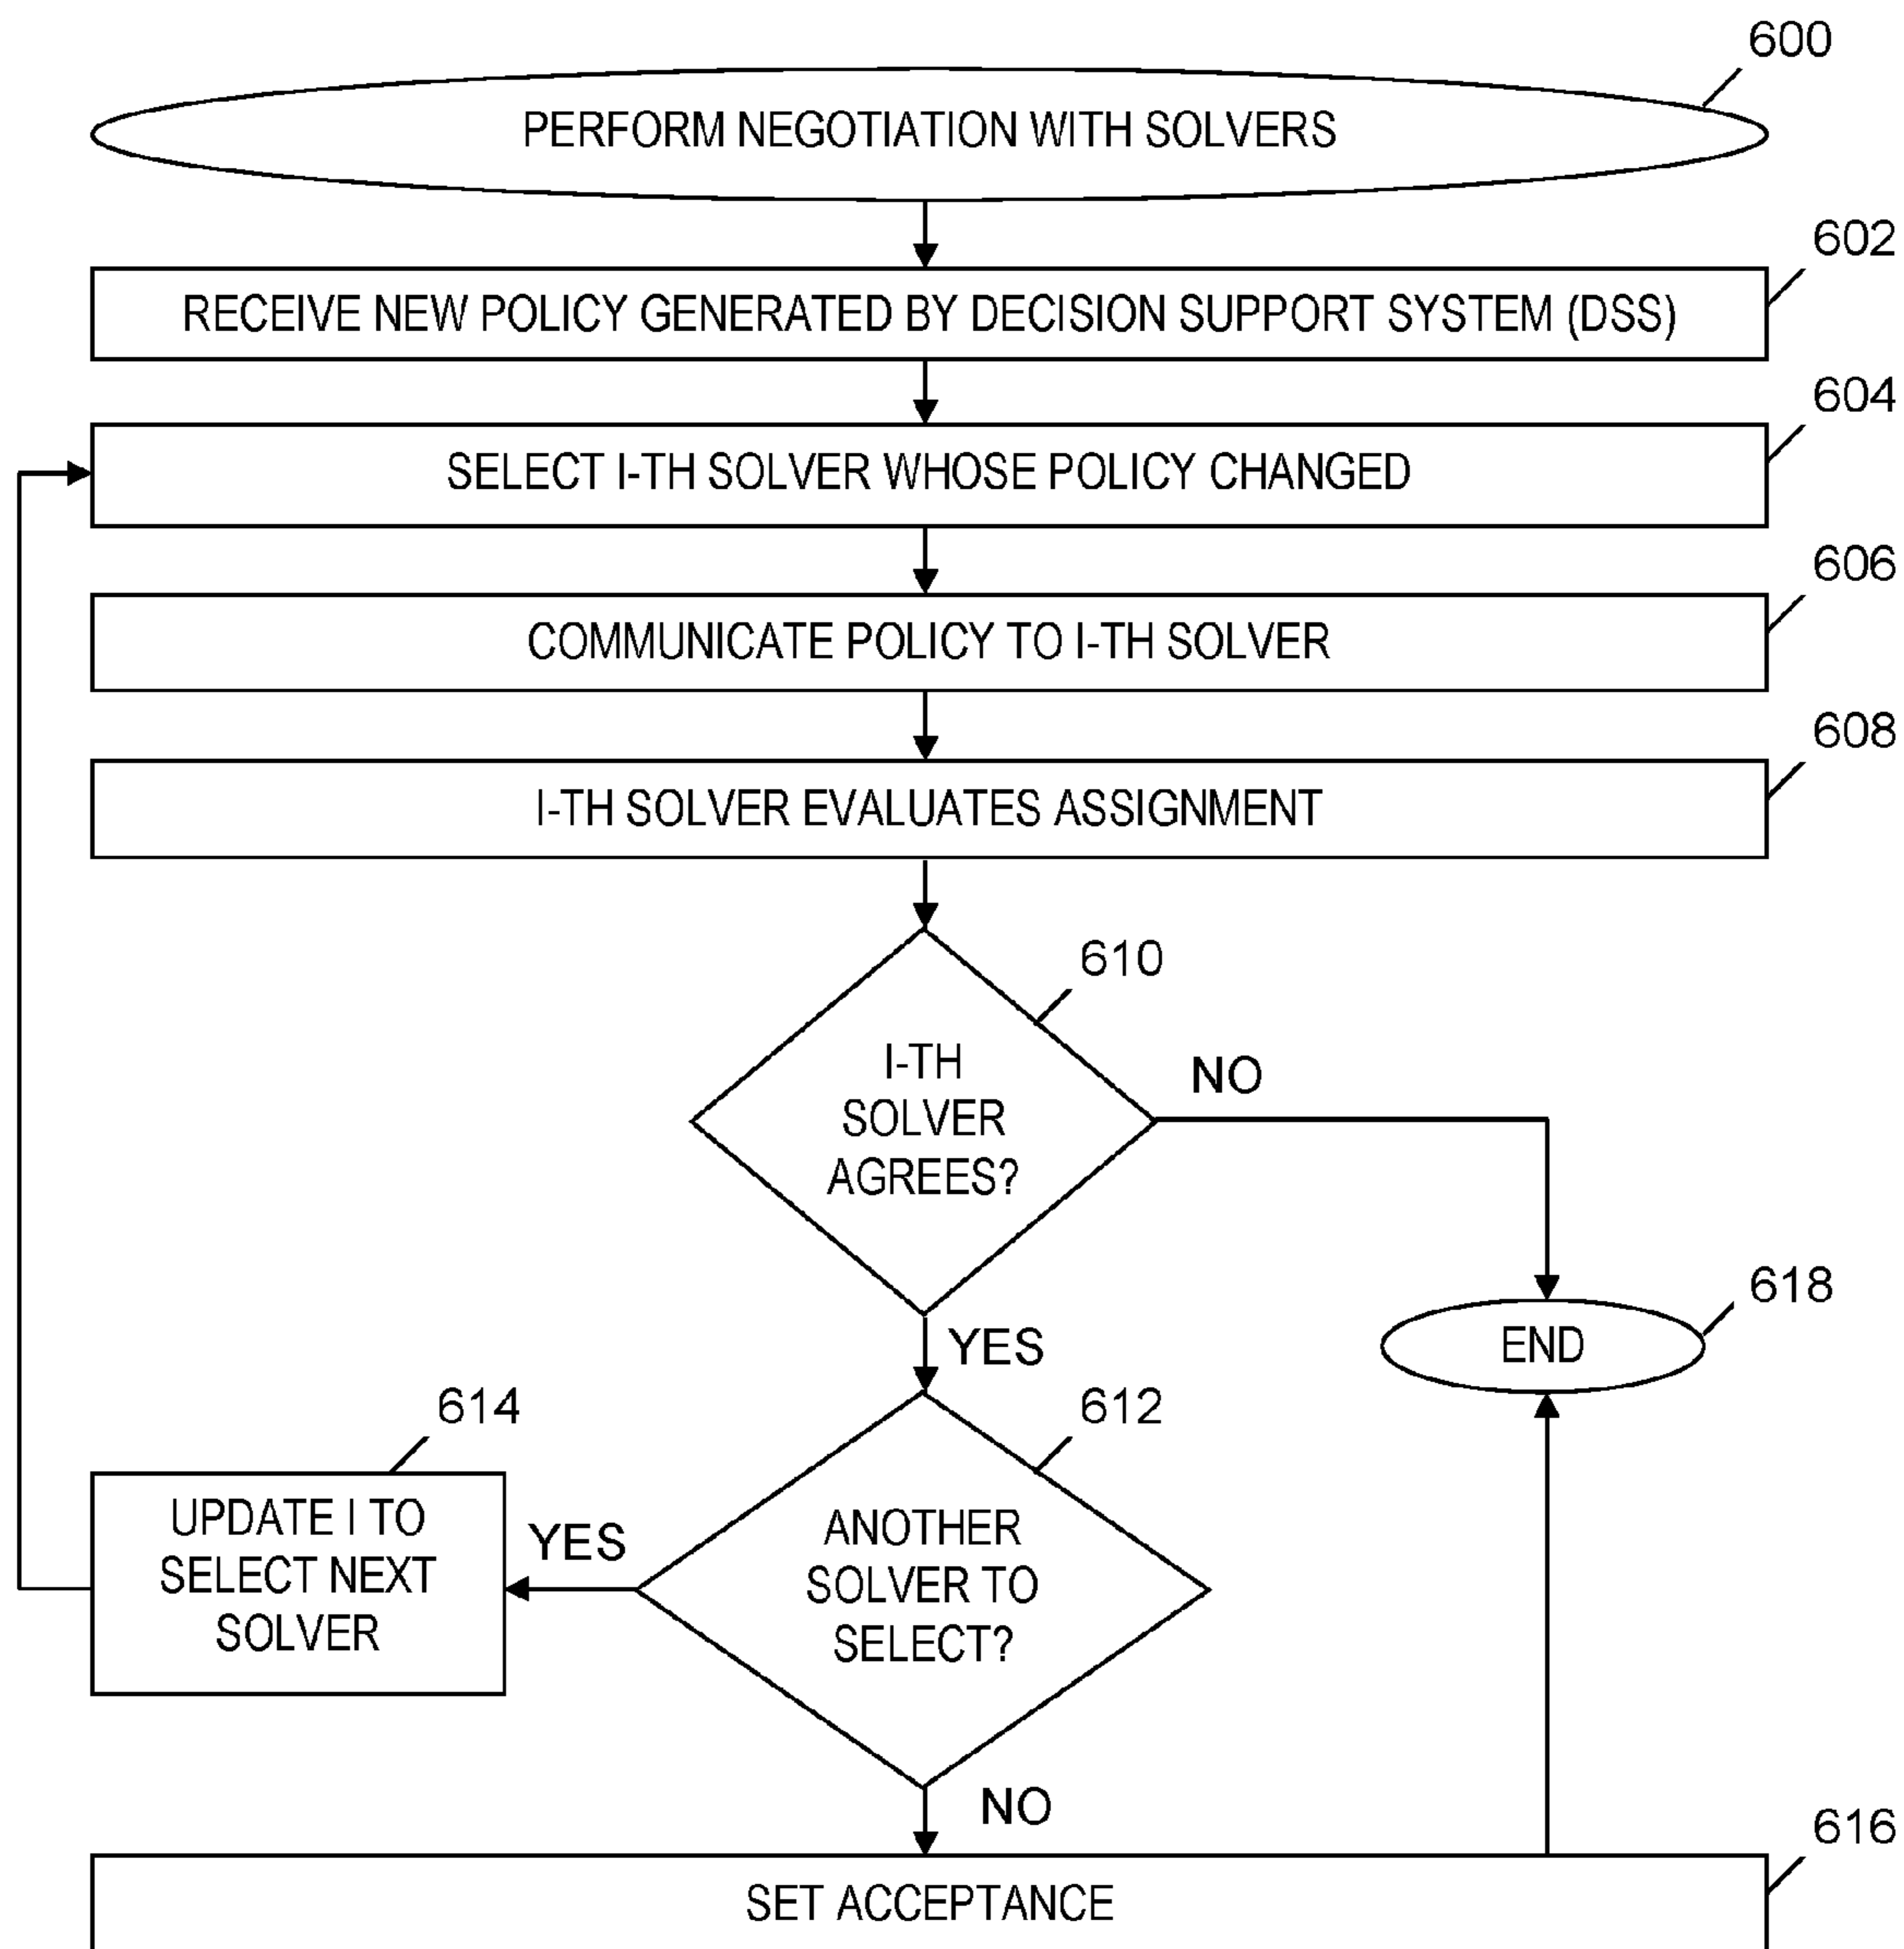 600
PERFORM NEGOTIATION WITH SOLVERS
602
RECEIVE NEW POLICY GENERATED BY DECISION SUPPORT SYSTEM (DSS)
604
SELECT I-TH SOLVER WHOSE POLICY CHANGED
606
COMMUNICATE POLICY TO I-TH SOLVER
608
I-TH SOLVER EVALUATES ASSIGNMENT
610
I-TH
SOLVER
AGREES?
NO
618
END
YES
614
612
UPDATE I TO
SELECT NEXT
SOLVER
YES
ANOTHER
SOLVER TO
SELECT?
NO
616
SET ACCEPTANCE